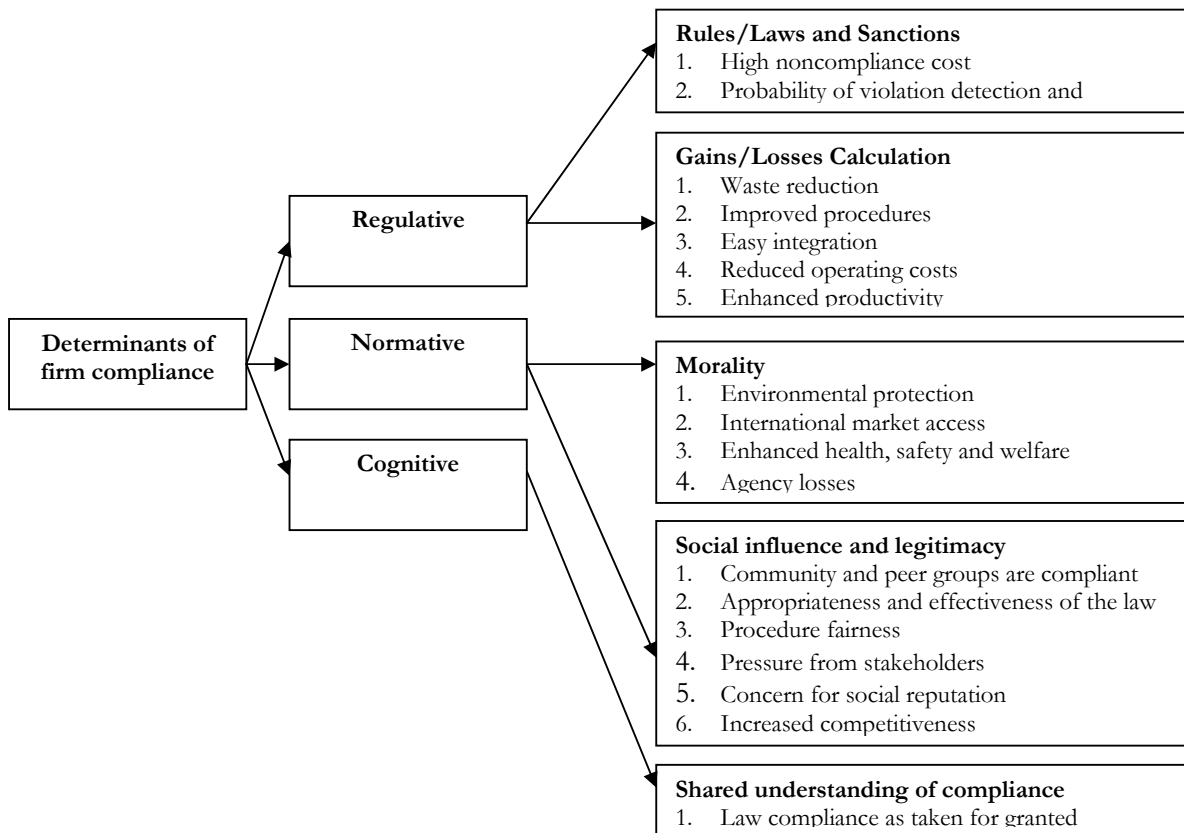 Rules/Laws and Sanctions
1. High noncompliance cost
2. Probability of violation detection and
Gains/Losses Calculation
1. Waste reduction
2. Improved procedures
3. Easy integration
4. Reduced operating costs
5. Enhanced productivity
Regulative
Determinants of
firm compliance
Normative
Morality
1. Environmental protection
2. International market access
3. Enhanced health, safety and welfare
4. Agency losses
Cognitive
Social influence and legitimacy
1. Community and peer groups are compliant
2. Appropriateness and effectiveness of the law
3. Procedure fairness
4. Pressure from stakeholders
5. Concern for social reputation
6. Increased competitiveness
Shared understanding of compliance
1. Law compliance as taken for granted